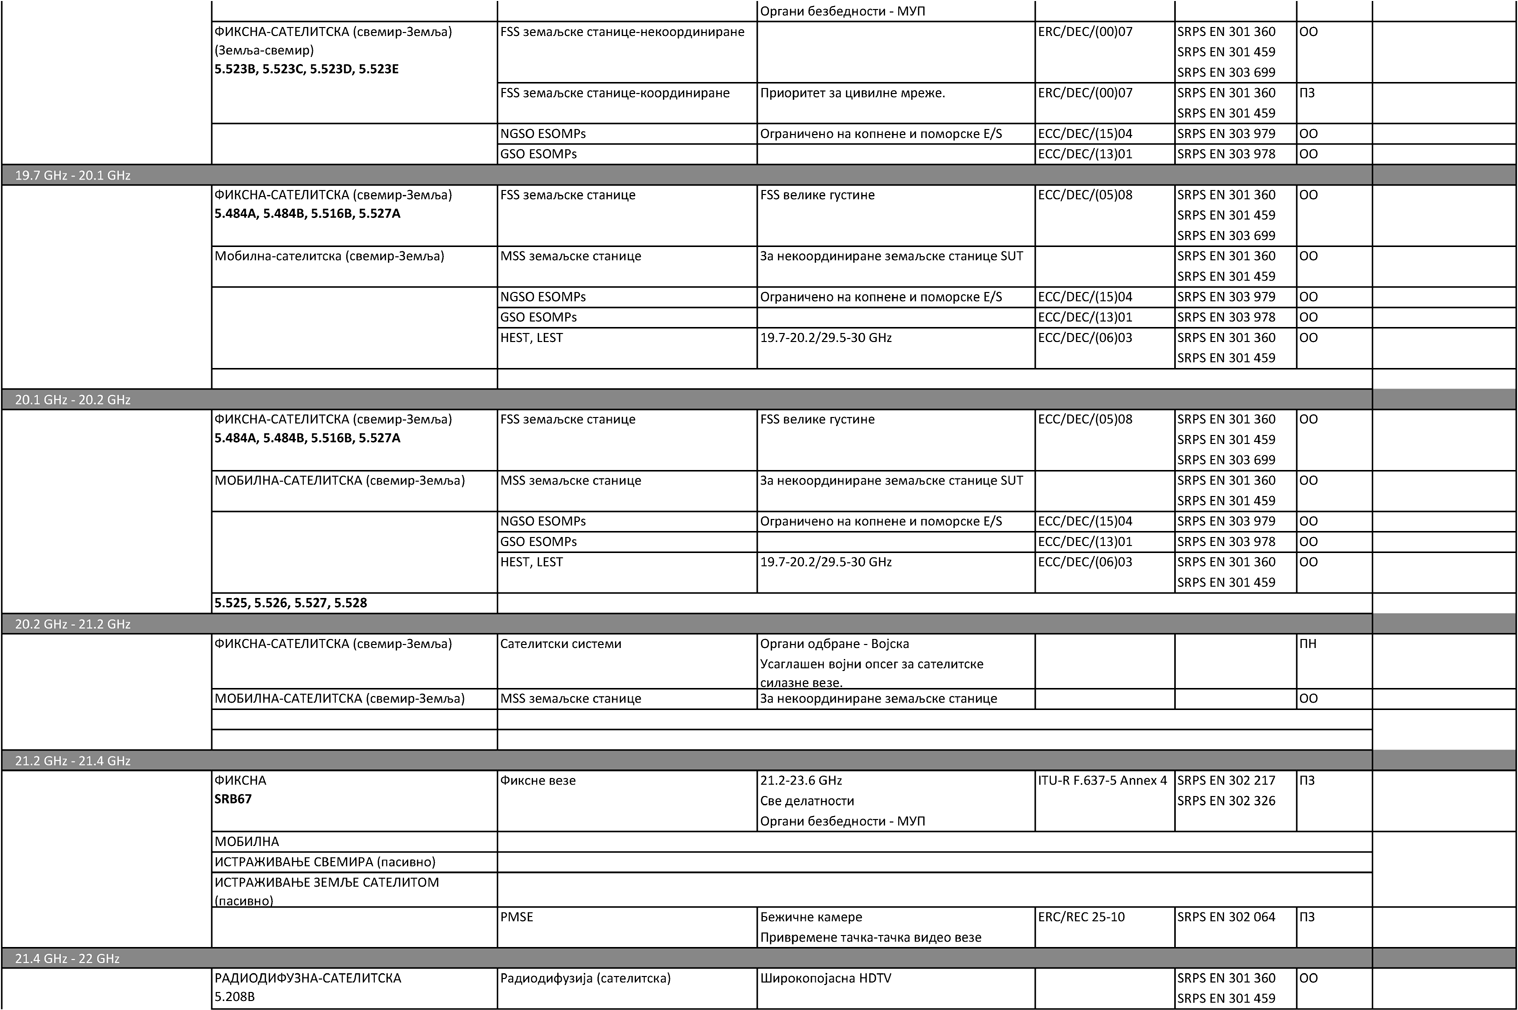 Органи безбедности - МУП
ФИКСНА-САТЕЛИТСКА (свемир-Земља) FSS земаљске станице-некоординиране ERC/DEC/(00)07 SRPS EN 301 360 ОО
(Земља-свемир) SRPS EN 301 459
5.523B, 5.523C, 5.523D, 5.523E SRPS EN 303 699
FSS земаљске станице-координиране Приоритет за цивилне мреже. ERC/DEC/(00)07 SRPS EN 301 360 ПЗ
SRPS EN 301 459
NGSO ESOMPs Ограничено на копнене и поморске E/S ECC/DEC/(15)04 SRPS EN 303 979 ОО
GSO ESOMPs ECC/DEC/(13)01 SRPS EN 303 978 ОО
19.7 GHz - 20.1 GHz
ФИКСНА-САТЕЛИТСКА (свемир-Земља) FSS земаљске станице FSS велике густине ECC/DEC/(05)08 SRPS EN 301 360 ОО
5.484A, 5.484B, 5.516B, 5.527A SRPS EN 301 459
SRPS EN 303 699
Мобилна-сателитска (свемир-Земља) MSS земаљске станице За некоординиране земаљске станице SUT SRPS EN 301 360 ОО
SRPS EN 301 459
NGSO ESOMPs Ограничено на копнене и поморске E/S ECC/DEC/(15)04 SRPS EN 303 979 ОО
GSO ESOMPs ECC/DEC/(13)01 SRPS EN 303 978 ОО
HEST, LEST 19.7-20.2/29.5-30 GHz ECC/DEC/(06)03 SRPS EN 301 360 ОО
SRPS EN 301 459
20.1 GHz - 20.2 GHz
ФИКСНА-САТЕЛИТСКА (свемир-Земља) FSS земаљске станице FSS велике густине ECC/DEC/(05)08 SRPS EN 301 360 ОО
5.484A, 5.484B, 5.516B, 5.527A SRPS EN 301 459
SRPS EN 303 699
МОБИЛНА-САТЕЛИТСКА (свемир-Земља) MSS земаљске станице За некоординиране земаљске станице SUT SRPS EN 301 360 ОО
SRPS EN 301 459
NGSO ESOMPs Ограничено на копнене и поморске E/S ECC/DEC/(15)04 SRPS EN 303 979 ОО
GSO ESOMPs ECC/DEC/(13)01 SRPS EN 303 978 ОО
HEST, LEST 19.7-20.2/29.5-30 GHz ECC/DEC/(06)03 SRPS EN 301 360 ОО
SRPS EN 301 459
5.525, 5.526, 5.527, 5.528
20.2 GHz - 21.2 GHz
ФИКСНА-САТЕЛИТСКА (свемир-Земља) Сателитски системи Органи одбране - Војска ПН
Усаглашен војни опсег за сателитске
силазне везе.
МОБИЛНА-САТЕЛИТСКА (свемир-Земља) MSS земаљске станице За некоординиране земаљске станице ОО
21.2 GHz - 21.4 GHz
ФИКСНА Фиксне везе 21.2-23.6 GHz ITU-R F.637-5 Annex 4 SRPS EN 302 217 ПЗ
SRB67 Све делатности SRPS EN 302 326
Органи безбедности - МУП
МОБИЛНА
ИСТРАЖИВАЊЕ СВЕМИРА (пасивно)
ИСТРАЖИВАЊЕ ЗЕМЉЕ САТЕЛИТОМ
(пасивно)
PMSE Бежичне камере ERC/REC 25-10 SRPS EN 302 064 ПЗ
Привремене тачка-тачка видео везе
21.4 GHz - 22 GHz
РАДИОДИФУЗНА-САТЕЛИТСКА Радиодифузија (сателитска) Широкопојасна HDTV SRPS EN 301 360 ОО
5.208B SRPS EN 301 459